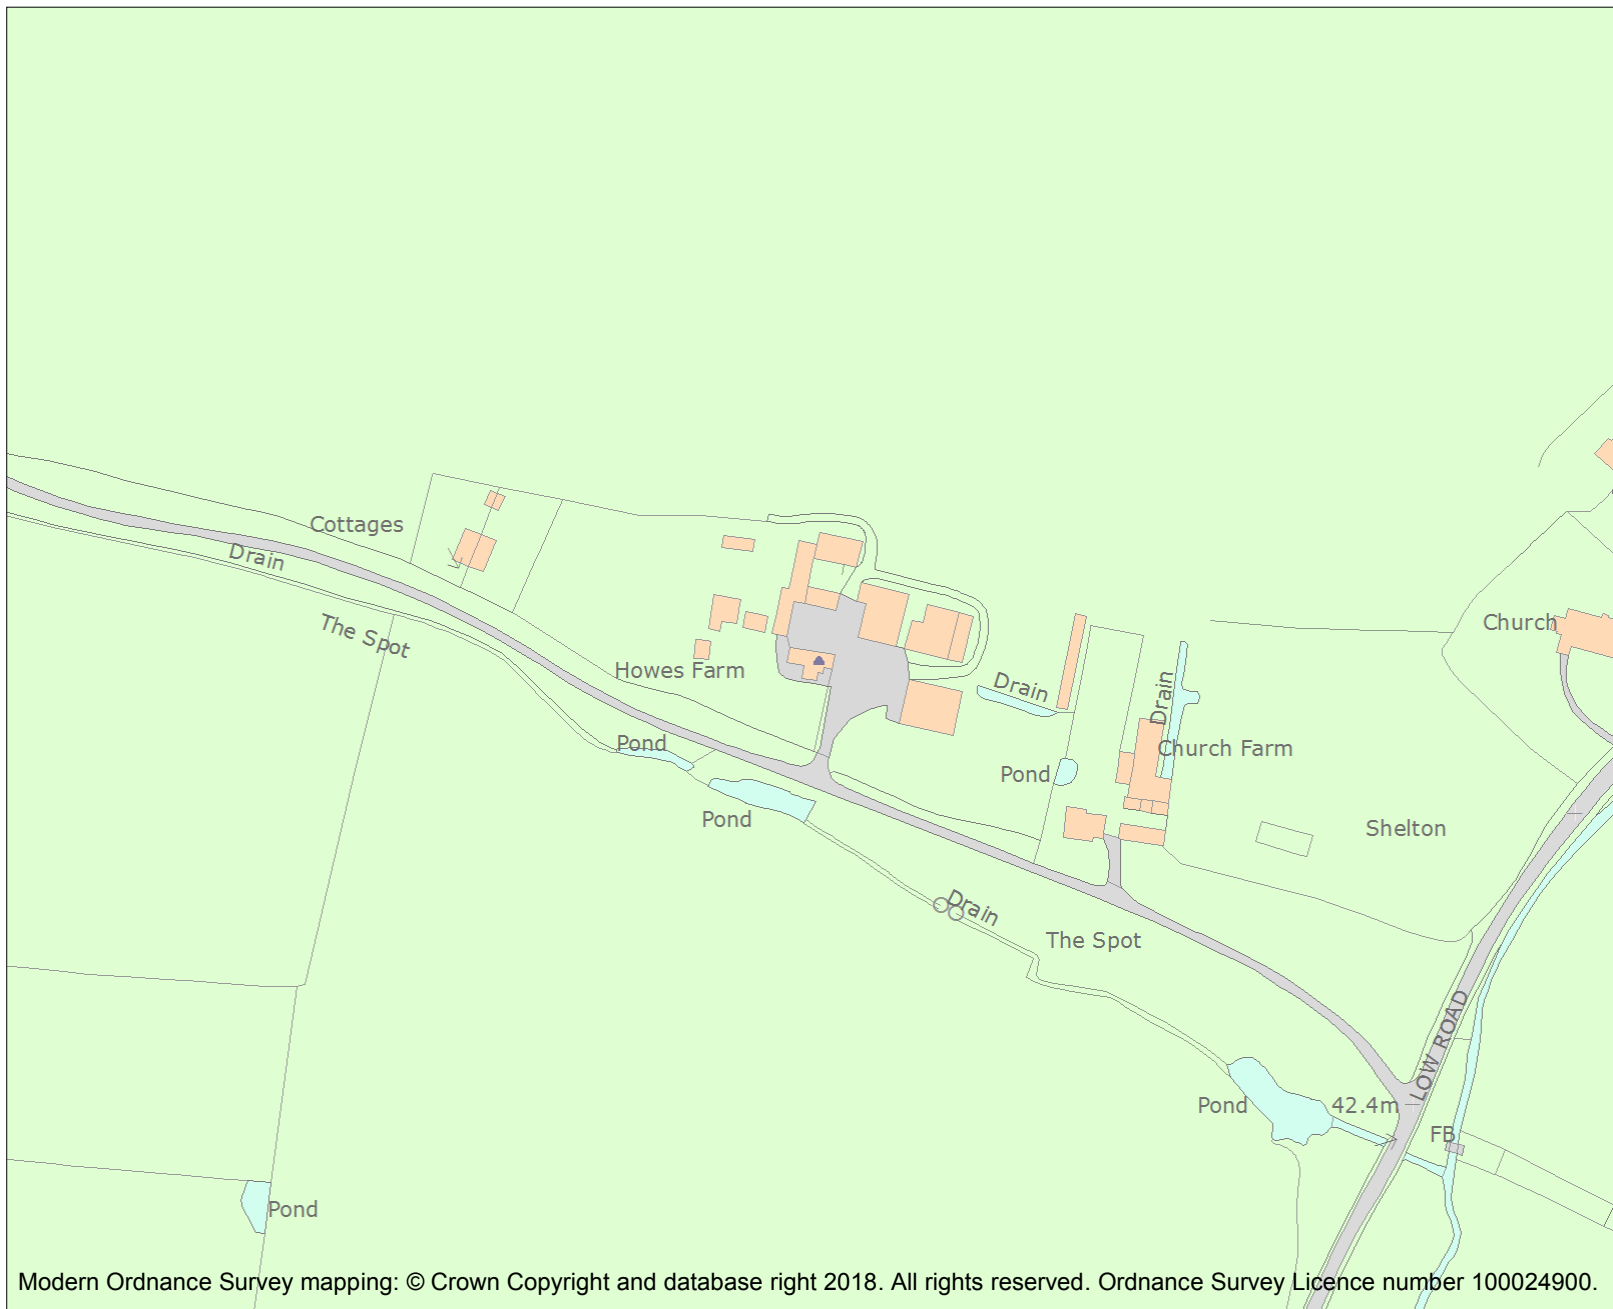 Cottages
Drain
The Spot
Church
Howes Farm
Drain
Drain
Pond
Church Farm
Pond
Pond
Shelton
Drain
The Spot
LOW ROAD
Pond
42.4m
FB
Pond
Modern Ordnance Survey mapping: © Crown Copyright and database right 2018. All rights reserved. Ordnance Survey Licence number 100024900.